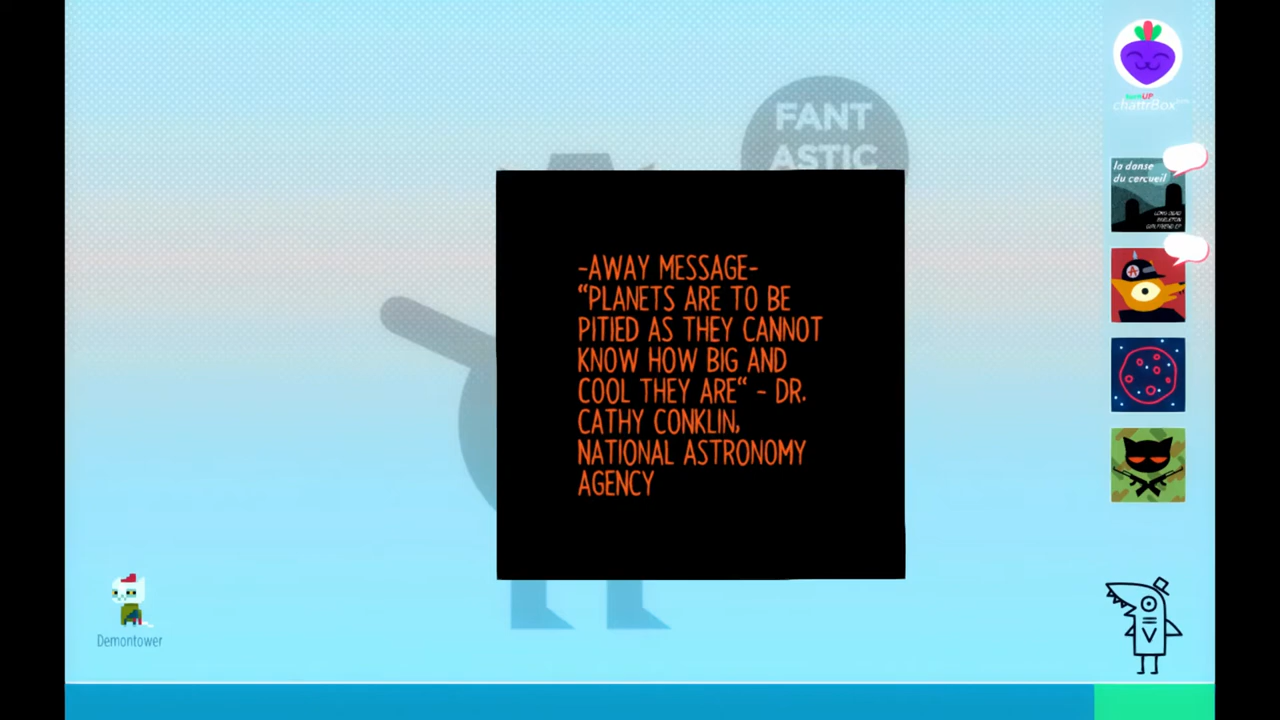 FANT
ASTIC
chattrBox
la danse
du cercueil
-AWAY MESSAGE-
“PLANETS ARE TO BE
PITIED AS THEY CANNOT
KNOW HOW BIG AND
COOL THEY ARE“ - DR.
CATHY CONKLIN,
NATIONAL ASTRONOMY
AGENCY
Demontower